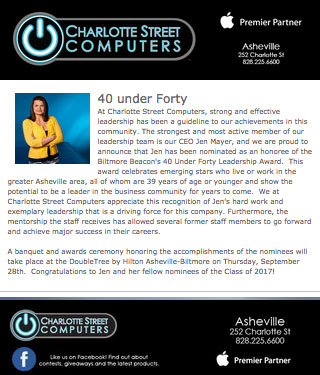 CHARLOTTE STREET
COMPUTERS
Premier Partner
Asheville
252 Charlotte St
828.225.6600
40 under Forty
At Charlotte Street Computers, strong and effective
leadership has been a guideline to our achievements in this
community. The strongest and most active member of our
leadership team is our CEO Jen Mayer, and we are proud to
announce that Jen has been nominated as an honoree of the
Biltmore Beacon's 40 Under Forty Leadership Award.  This
award celebrates emerging stars who live or work in the
greater Asheville area, all of whom are 39 years of age or younger and show the
potential to be a leader in the business community for years to come.  We at
Charlotte Street Computers appreciate this recognition of Jen's hard work and
exemplary leadership that is a driving force for this company. Furthermore, the
mentorship the staff receives has allowed several former staff members to go forward
and achieve major success in their careers.
A banquet and awards ceremony honoring the accomplishments of the nominees will
take place at the DoubleTree by Hilton Asheville-Biltmore on Thursday, September
28th.  Congratulations to Jen and her fellow nominees of the Class of 2017!
CHARLOTTE STREET
COMPUTERS
Asheville
252 Charlotte St
828.225.6600
f
Like us on Facebook! Find out about
contests, giveaways and the latest products.
Premier Partner